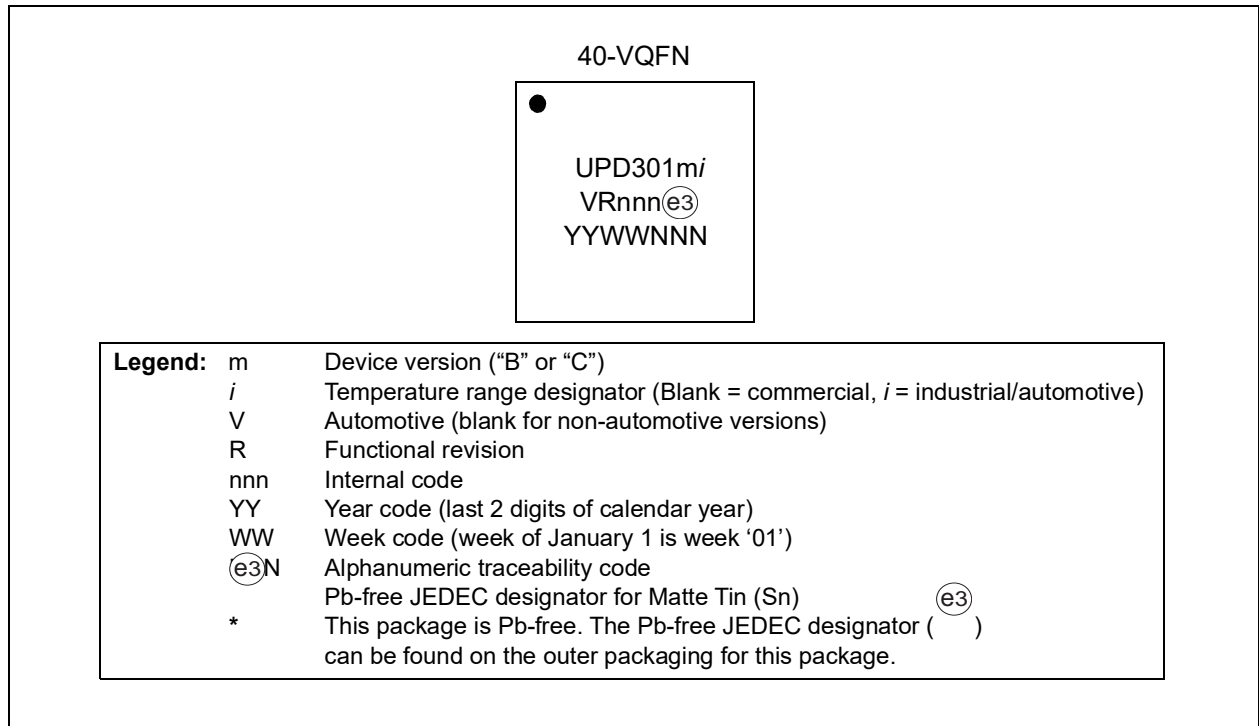 40-VQFN
UPD301mi
VRnnn e3
YYWWNNN
Legend: m Device version (“B” or “C”)
i Temperature range designator (Blank = commercial, i = industrial/automotive)
V Automotive (blank for non-automotive versions)
R Functional revision
nnn Internal code
YY Year code (last 2 digits of calendar year)
WW Week code (week of January 1 is week ‘01’)
e3 N Alphanumeric traceability code
Pb-free JEDEC designator for Matte Tin (Sn) e3
* This package is Pb-free. The Pb-free JEDEC designator ( )
can be found on the outer packaging for this package.